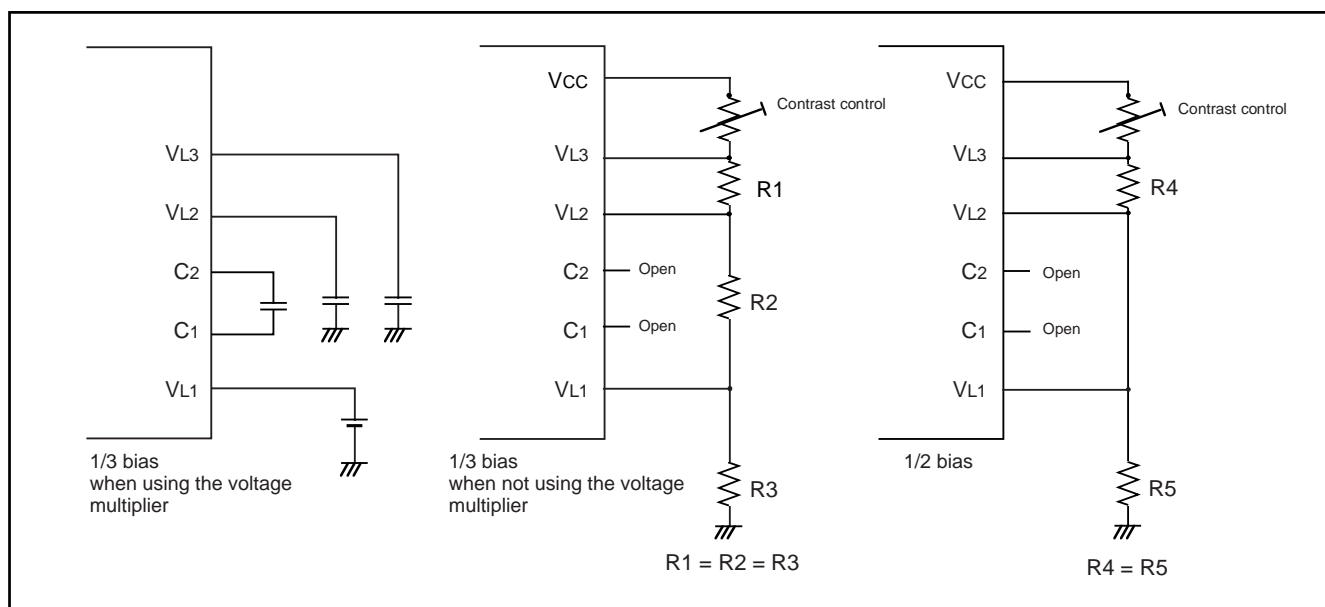 VL3
VL2
C2
C1
VL1
1/3 bias
when using the voltage
multiplier
VCC
Contrast control
VL3
R1
VL2
C2
Open
R2
C1
Open
VL1
1/3 bias
when not using the voltage
multiplier
R3
R1 = R2 = R3
VCC
Contrast control
VL3
R4
VL2
C2
Open
C1
Open
VL1
1/2 bias
R5
R4 = R5